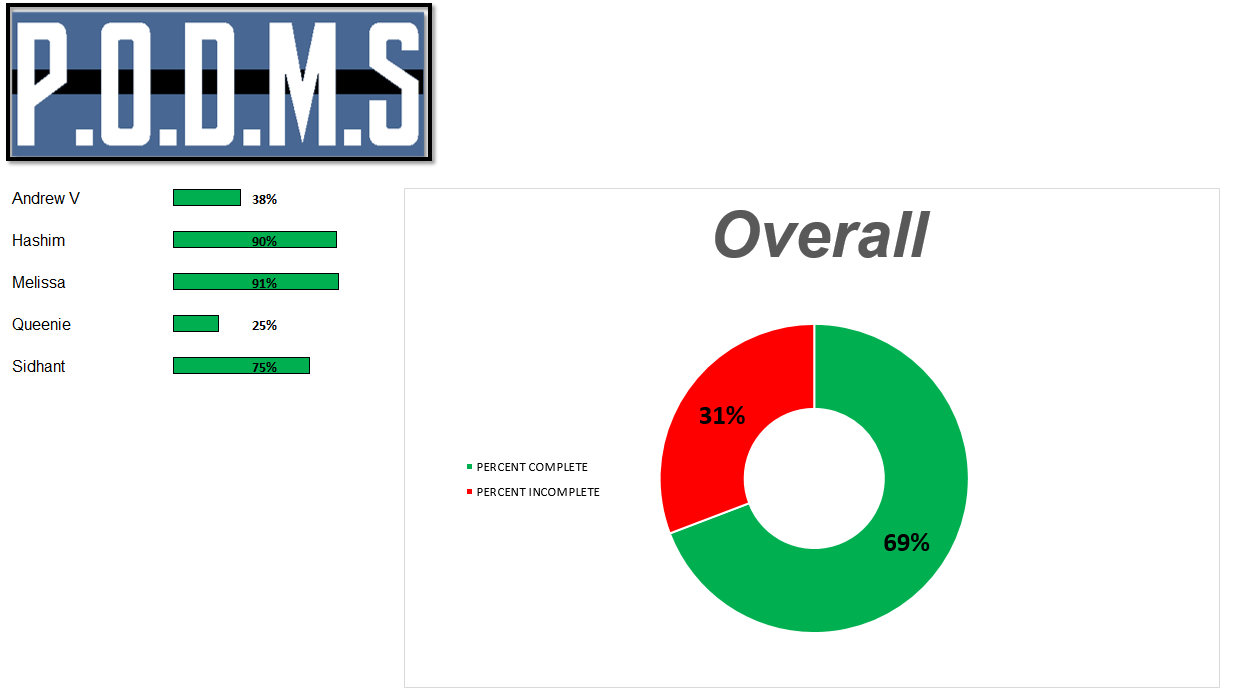 P.O.D.M.S
Andrew V 38%
Hashim 90%
Melissa 91%
Queenie 25%
Sidhant 75%
Overall
31%
PERCENT COMPLETE
PERCENT INCOMPLETE
69%